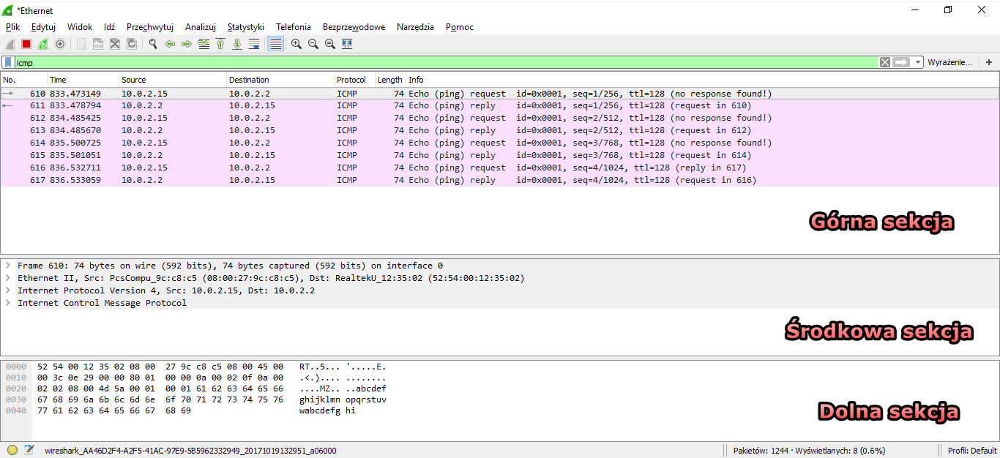 *Ethernet
Plik Edytuj Widok Idź Przechwytuj Analizuj Statystyki Telefonia Bezprzewodowe Narzędzia Pomoc
icmp Wyrażenie... +
No. Time Source Destination Protocol Length Info
610 833.473149 10.0.2.15 10.0.2.2 ICMP 74 Echo (ping) request id=0x0001, seq=1/256, ttl=128 (no response found!)
611 833.478794 10.0.2.2 10.0.2.15 ICMP 74 Echo (ping) reply id=0x0001, seq=1/256, ttl=128 (request in 610)
612 834.485425 10.0.2.15 10.0.2.2 ICMP 74 Echo (ping) request id=0x0001, seq=2/512, ttl=128 (no response found!)
613 834.485670 10.0.2.2 10.0.2.15 ICMP 74 Echo (ping) reply id=0x0001, seq=2/512, ttl=128 (request in 612)
614 835.500725 10.0.2.15 10.0.2.2 ICMP 74 Echo (ping) request id=0x0001, seq=3/768, ttl=128 (no response found!)
615 835.501051 10.0.2.2 10.0.2.15 ICMP 74 Echo (ping) reply id=0x0001, seq=3/768, ttl=128 (request in 614)
616 836.532711 10.0.2.15 10.0.2.2 ICMP 74 Echo (ping) request id=0x0001, seq=4/1024, ttl=128 (reply in 617)
617 836.533059 10.0.2.2 10.0.2.15 ICMP 74 Echo (ping) reply id=0x0001, seq=4/1024, ttl=128 (request in 616)
Górna sekcja
Frame 610: 74 bytes on wire (592 bits), 74 bytes captured (592 bits) on interface 0
Ethernet II, Src: PcsCompu_9c:c8:c5 (08:00:27:9c:c8:c5), Dst: RealtekU_12:35:02 (52:54:00:12:35:02)
Internet Protocol Version 4, Src: 10.0.2.15, Dst: 10.0.2.2
Internet Control Message Protocol
Środkowa sekcja
0000 52 54 00 12 35 02 08 00 27 9c c8 c5 08 00 45 00 RT..5... '.....E.
0010 00 3c 0e 29 00 00 80 01 00 00 0a 00 02 0f 0a 00 .<.).... ........
0020 02 02 08 00 4d 5a 00 01 00 01 61 62 63 64 65 66 ....MZ.. ..abcdef
0030 67 68 69 6a 6b 6c 6d 6e 6f 70 71 72 73 74 75 76 ghijklmn opqrstuv
0040 77 61 62 63 64 65 66 67 68 69 wabcdefg hi
Dolna sekcja
wireshark_AA46D2F4-A2F5-41AC-97E9-5B5962332949_20171019132951_a06000 Pakietów: 1244 · Wyświetlanych: 8 (0.6%) Profil: Default